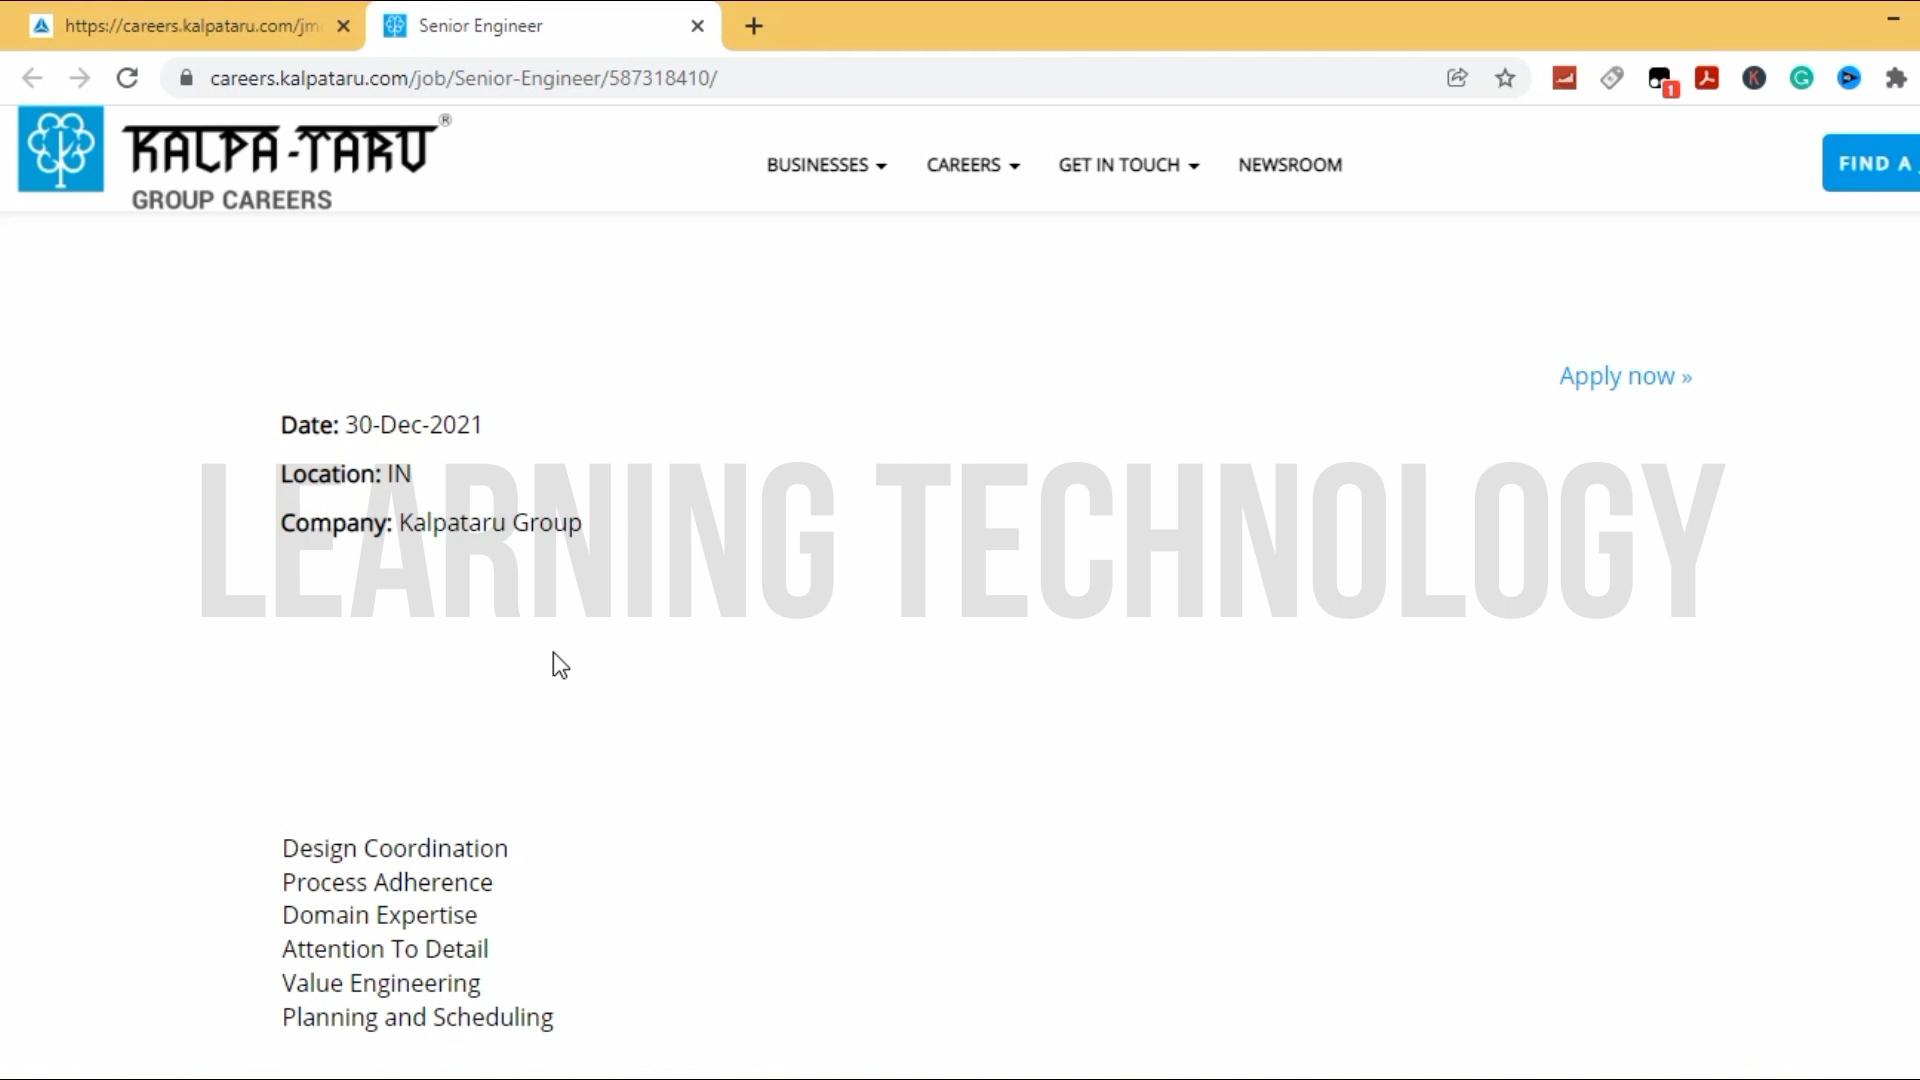 https://careers.kalpataru.com/jm
Senior Engineer
careers.kalpataru.com/job/Senior-Engineer/587318410/
1
KALPA-TARU®
GROUP CAREERS
BUSINESSES
CAREERS
GET IN TOUCH
NEWSROOM
FIND A
Apply now »
Date: 30-Dec-2021
Location: IN
Company: Kalpataru Group
LEARNING TECHNOLOGY
Design Coordination
Process Adherence
Domain Expertise
Attention To Detail
Value Engineering
Planning and Scheduling